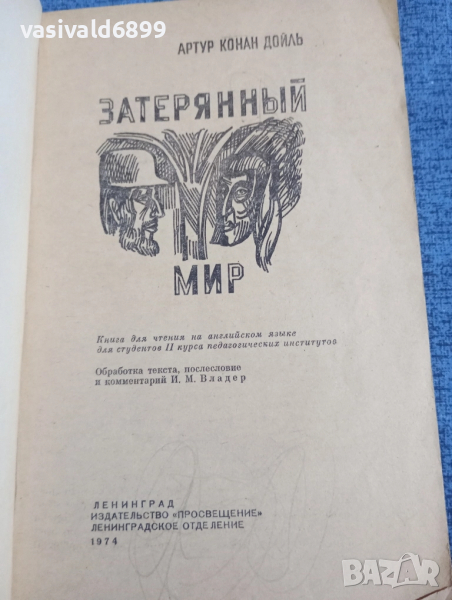 vasivald6899
АРТУР КОНАН ДОЙЛЬ
ЗАТЕРЯННЫЙ
МИР
Книга для чтения на английском языке
для студентов II курса педагогических институтов
Обработка текста, послесловие
и комментарий И. М. Владер
ЛЕНИНГРАД
ИЗДАТЕЛЬСТВО «ПРОСВЕЩЕНИЕ»
ЛЕНИНГРАДСКОЕ ОТДЕЛЕНИЕ
1974
BAZAR